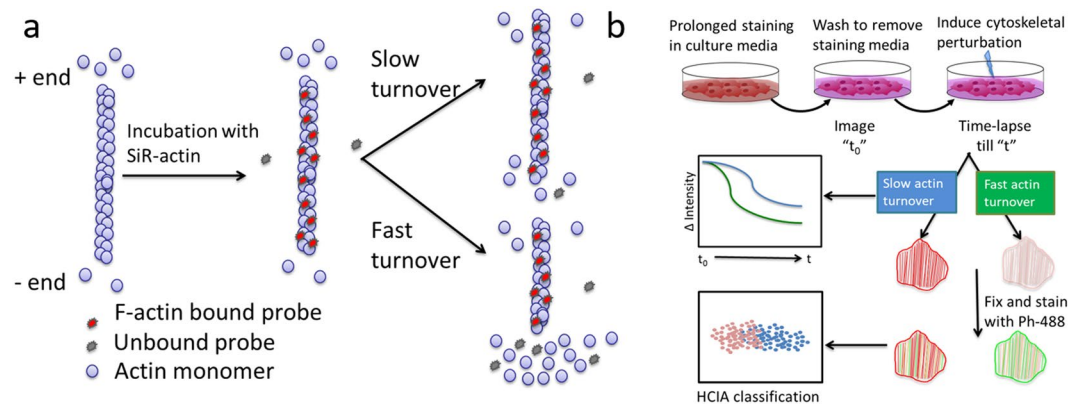 a
+ end
- end
Incubation with
SiR-actin
Slow
turnover
Fast
turnover
F-actin bound probe
Unbound probe
Actin monomer
b
Prolonged staining
in culture media
Wash to remove
staining media
Induce cytoskeletal
perturbation
Image
"t₀"
Time-lapse
till "t"
Δ Intensity
t₀
t
Slow actin
turnover
Fast actin
turnover
Fix and stain
with Ph-488
HCIA classification